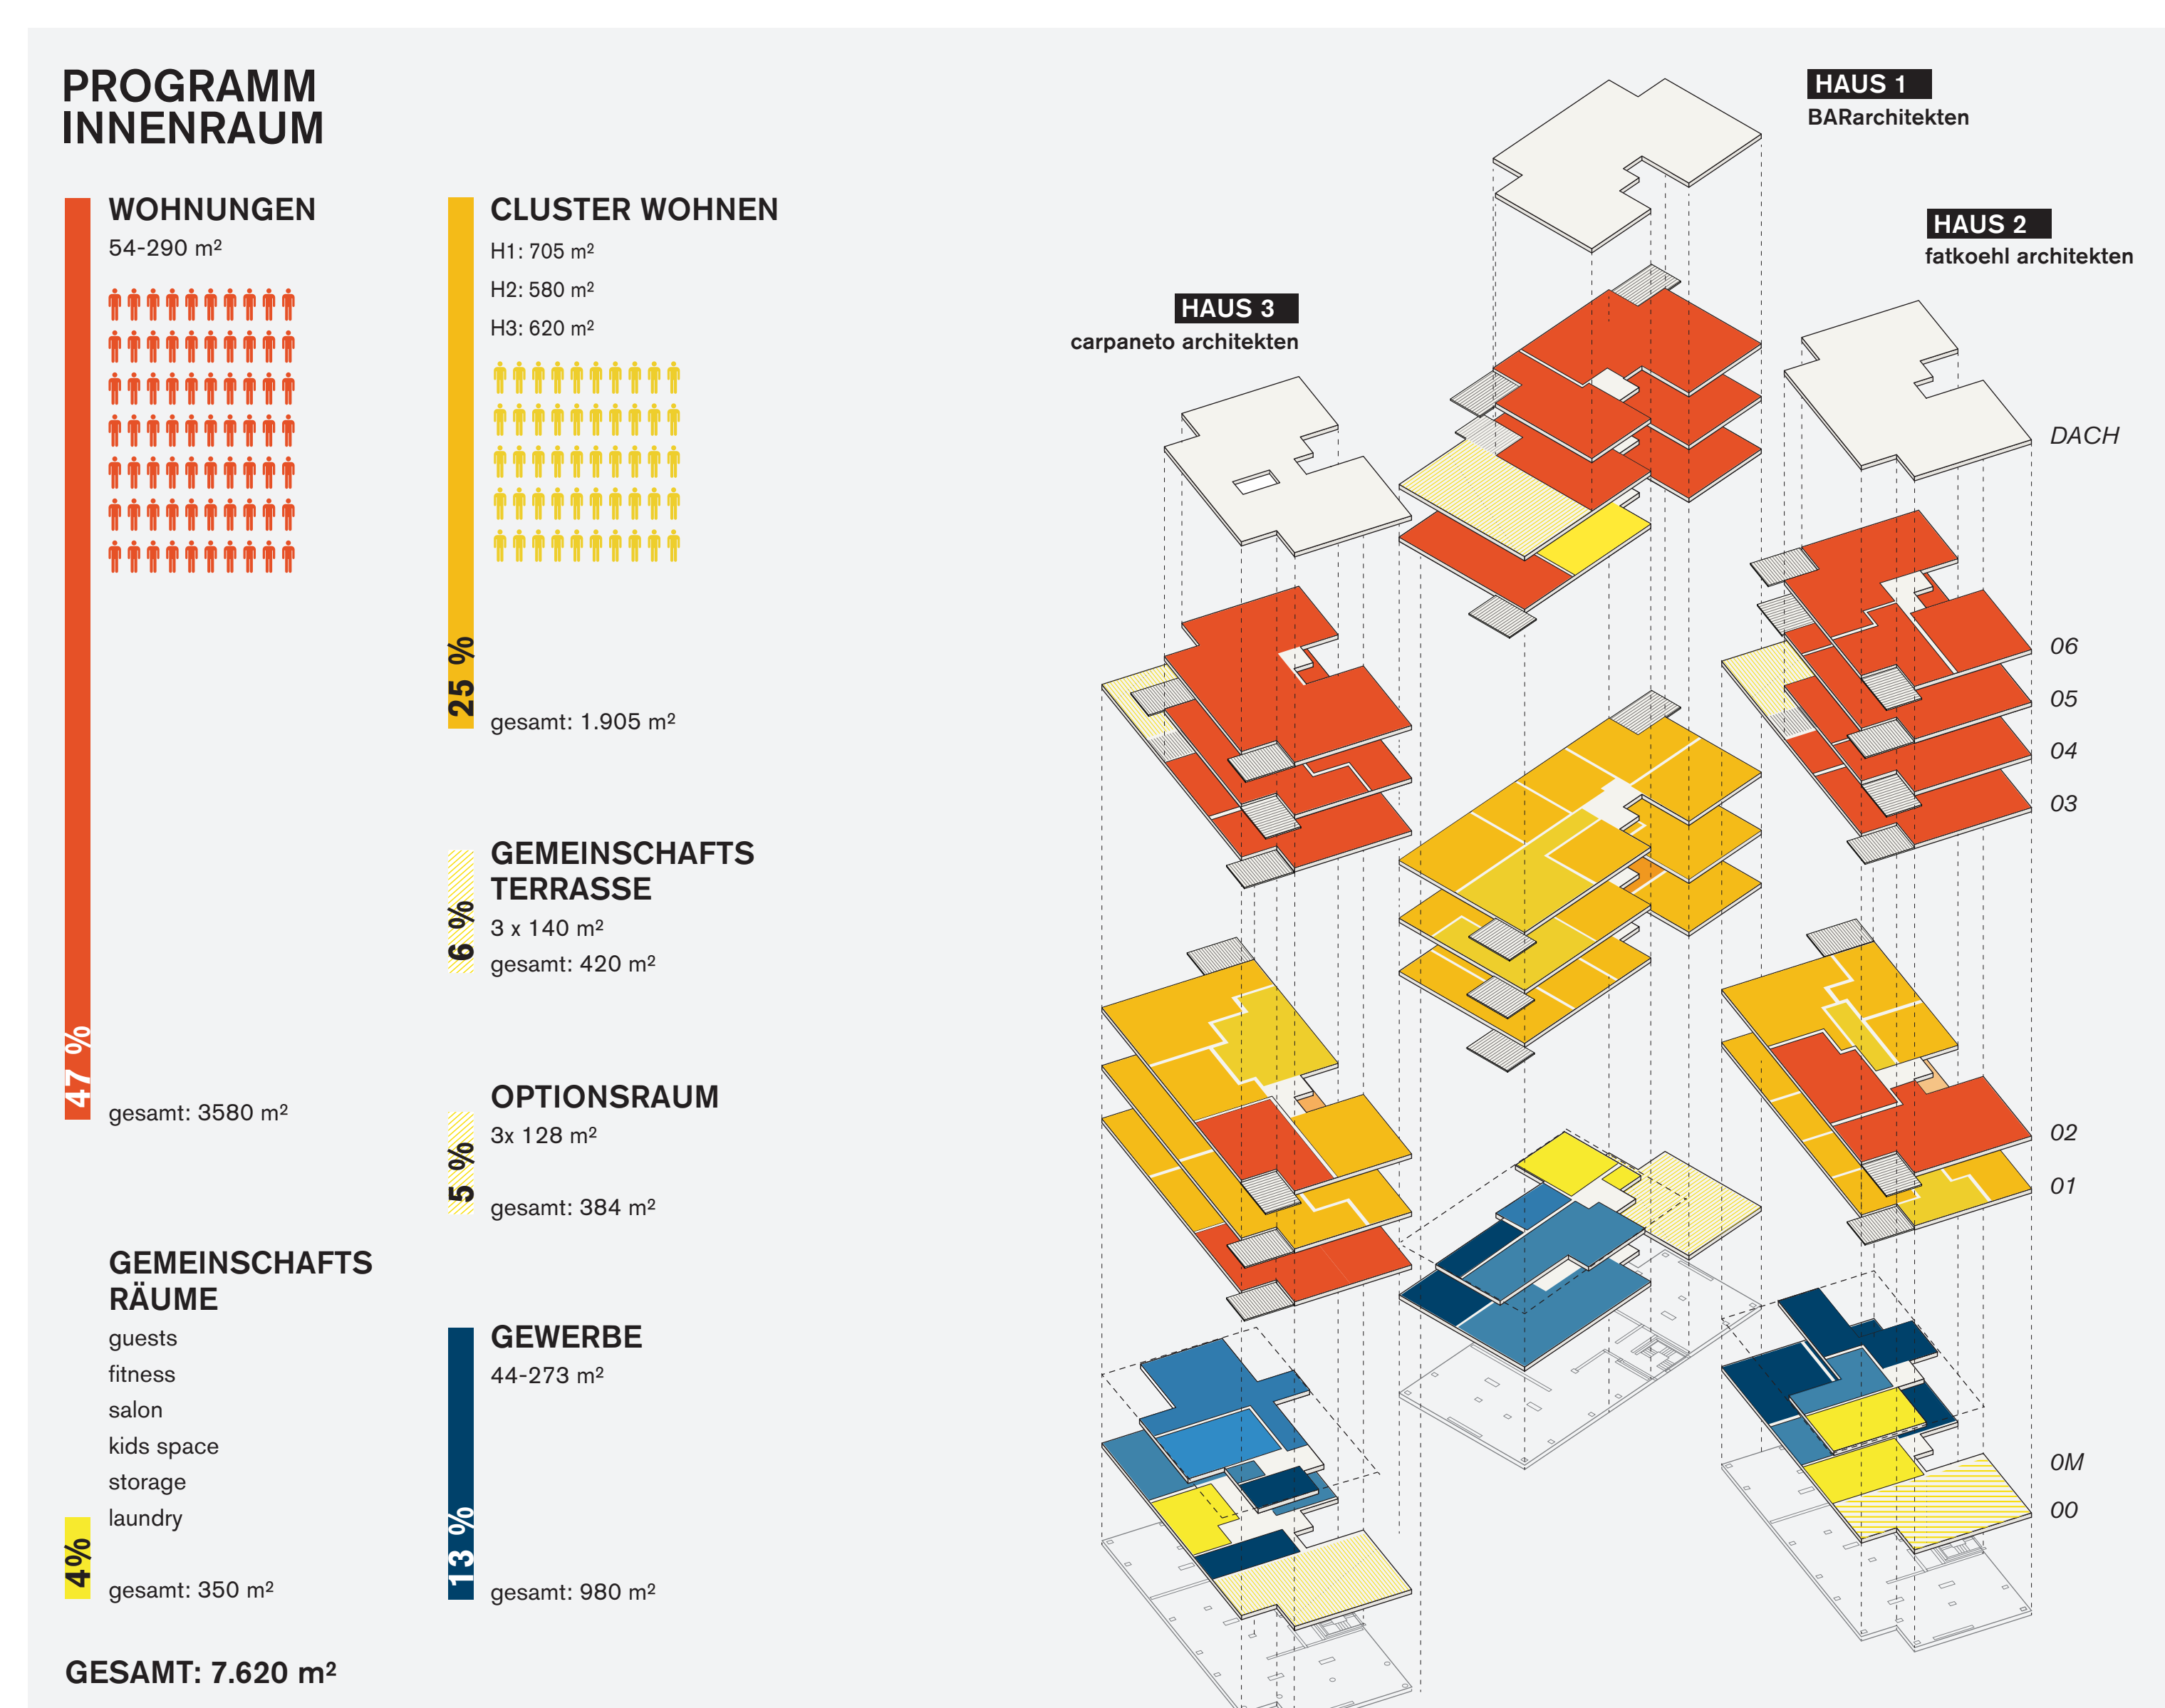 PROGRAMM
INNENRAUM
WOHNUNGEN
54-290 m²
47 %
gesamt: 3580 m²
GEMEINSCHAFTS
RÄUME
guests
fitness
salon
kids space
storage
laundry
4%
gesamt: 350 m²
GESAMT: 7.620 m²
CLUSTER WOHNEN
H1: 705 m²
H2: 580 m²
H3: 620 m²
25 %
gesamt: 1.905 m²
GEMEINSCHAFTS
TERRASSE
3 x 140 m²
6 %
gesamt: 420 m²
OPTIONSRAUM
3x 128 m²
5 %
gesamt: 384 m²
GEWERBE
44-273 m²
13 %
gesamt: 980 m²
HAUS 1
BARarchitekten
HAUS 2
fatkoehl architekten
HAUS 3
carpaneto architekten
DACH
06
05
04
03
02
01
0M
00